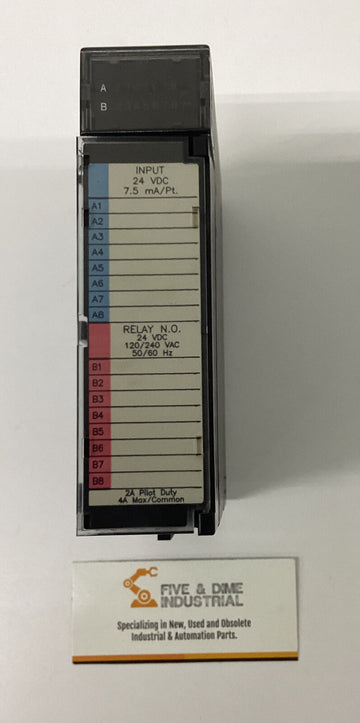 A
B
INPUT
24 VDC
7.5 mA/Pt.
A1
A2
A3
A4
A5
A6
A7
A8
RELAY N.O.
24 VDC
120/240 VAC
50/60 Hz
B1
B2
B3
B4
B5
B6
B7
B8
2A Pilot Duty
4A Max/Common
FIVE & DIME
INDUSTRIAL
Specializing in New, Used and Obsolete
Industrial & Automation Parts.